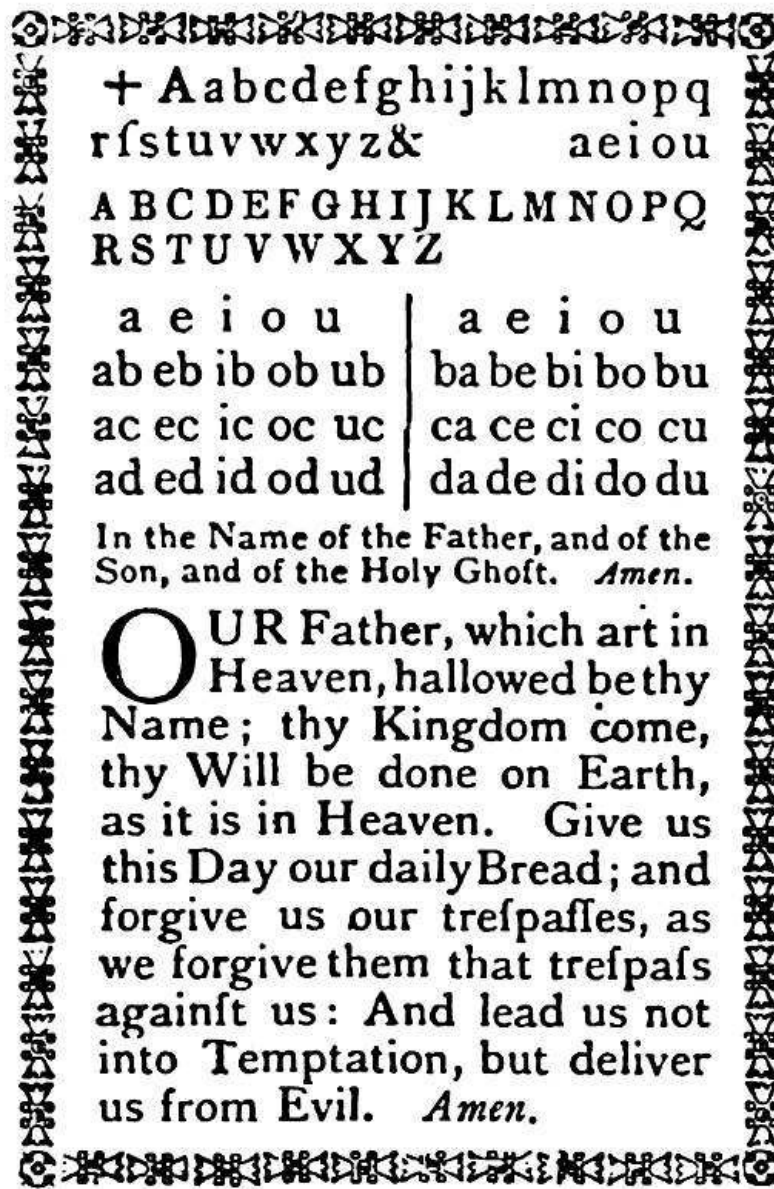 + A a b c d e f g h i j k l m n o p q
r ſ s t u v w x y z & a e i o u
A B C D E F G H I J K L M N O P Q
R S T U V W X Y Z
a e i o u a e i o u
ab eb ib ob ub ba be bi bo bu
ac ec ic oc uc ca ce ci co cu
ad ed id od ud da de di do du
In the Name of the Father, and of the
Son, and of the Holy Ghoſt. Amen.
OUR Father, which art in
Heaven, hallowed be thy
Name; thy Kingdom come,
thy Will be done on Earth,
as it is in Heaven. Give us
this Day our daily Bread; and
forgive us our treſpaſſes, as
we forgive them that treſpaſs
againſt us: And lead us not
into Temptation, but deliver
us from Evil. Amen.